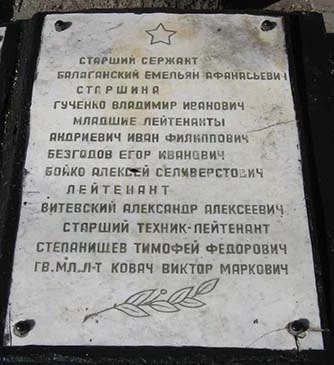 СТАРШИЙ СЕРЖАНТ
БАЛАГАНСКИЙ ЕМЕЛЬЯН АФАНАСЬЕВИЧ
СТАРШИНА
ГУЧЕНКО ВЛАДИМИР ИВАНОВИЧ
МЛАДШИЕ ЛЕЙТЕНАНТЫ
АНДРИЕВИЧ ИВАН ФИЛИППОВИЧ
БЕЗГОДОВ ЕГОР ИВАНОВИЧ
БОЙКО АЛЕКСЕЙ СЕЛИВЕРСТОВИЧ
ЛЕЙТЕНАНТ
ВИТЕВСКИЙ АЛЕКСАНДР АЛЕКСЕЕВИЧ
СТАРШИЙ ТЕХНИК-ЛЕЙТЕНАНТ
СТЕПАНИЩЕВ ТИМОФЕЙ ФЕДОРОВИЧ
ГВ.МЛ.Л-Т КОВАЧ ВИКТОР МАРКОВИЧ